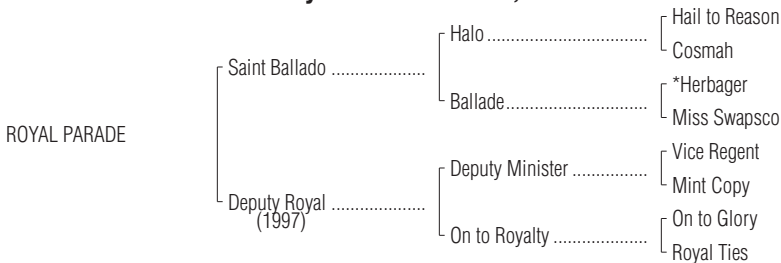 Hail to Reason
Halo
Cosmah
Saint Ballado
*Herbager
Ballade
Miss Swapsco
ROYAL PARADE
Vice Regent
Deputy Minister
Mint Copy
Deputy Royal
(1997)
On to Glory
On to Royalty
Royal Ties